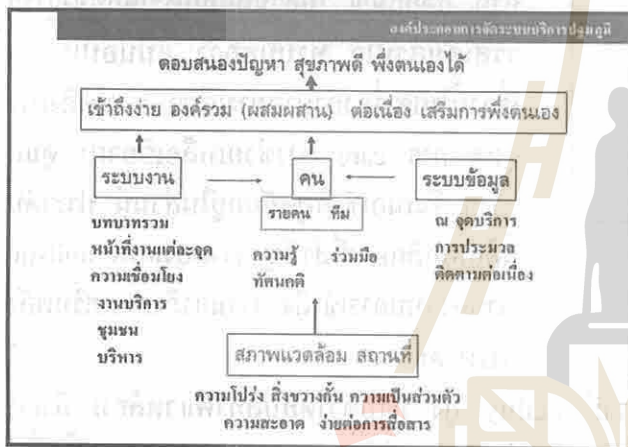 องค์ประกอบการจัดระบบบริการปฐมภูมิ
ตอบสนองปัญหา สุขภาพดี พึ่งตนเองได้
เข้าถึงง่าย องค์รวม (ผสมผสาน) ต่อเนื่อง เสริมการพึ่งตนเอง
ระบบงาน
บทบาทรวม
หน้าที่งานแต่ละจุด
ความเชื่อมโยง
งานบริการ
ชุมชน
บริหาร
คน
รายคน ทีม
ความรู้ ร่วมมือ
ทัศนคติ
ระบบข้อมูล
ณ จุดบริการ
การประมวล
ติดตามต่อเนื่อง
สภาพแวดล้อม สถานที่
ความโปร่ง สิ่งขวางกั้น ความเป็นส่วนตัว
ความสะอาด ง่ายต่อการสื่อสาร